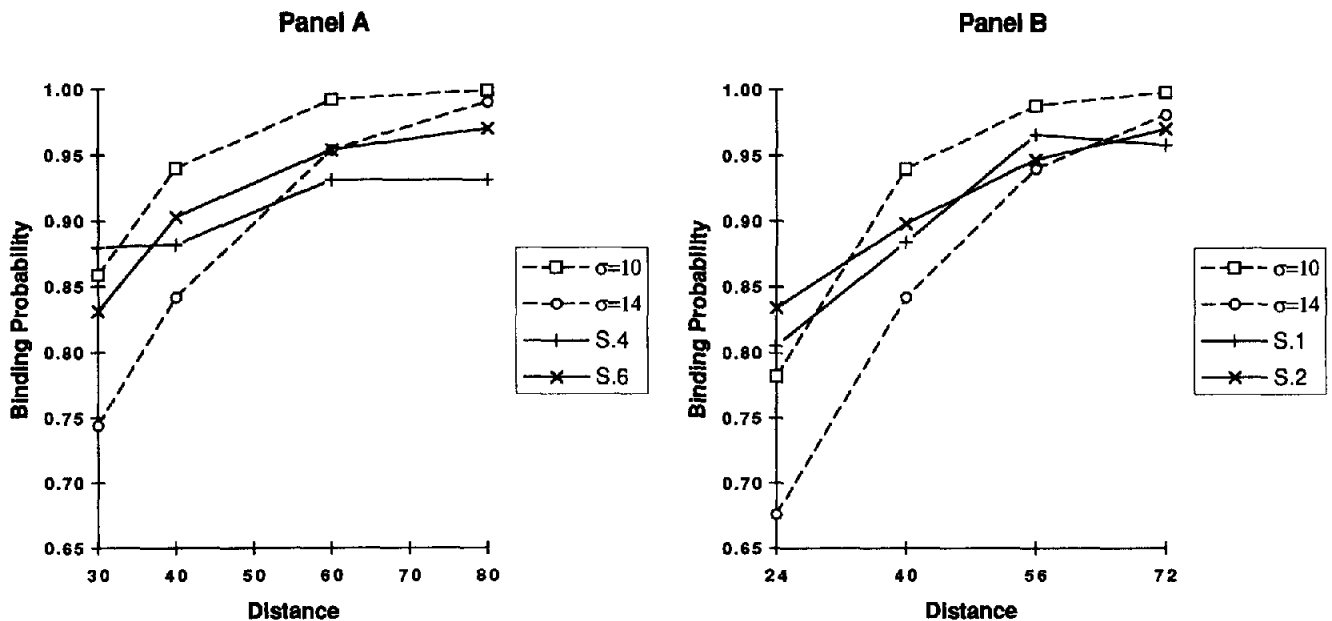 Panel A
1.00
0.95
0.90
0.85
0.80
0.75
0.70
0.65
Binding Probability
30 40 50 60 70 80
Distance
σ=10
σ=14
S.4
S.6
Panel B
1.00
0.95
0.90
0.85
0.80
0.75
0.70
0.65
Binding Probability
24 40 56 72
Distance
σ=10
σ=14
S.1
S.2